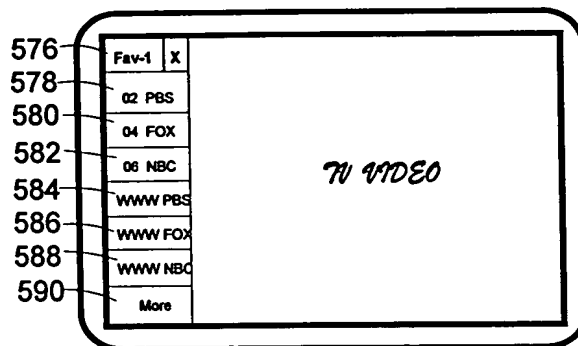 576
Fav-1 X
578
02 PBS
580
04 FOX
582
06 NBC
584
WWW PBS
586
WWW FOX
588
WWW NBC
590
More
TV VIDEO